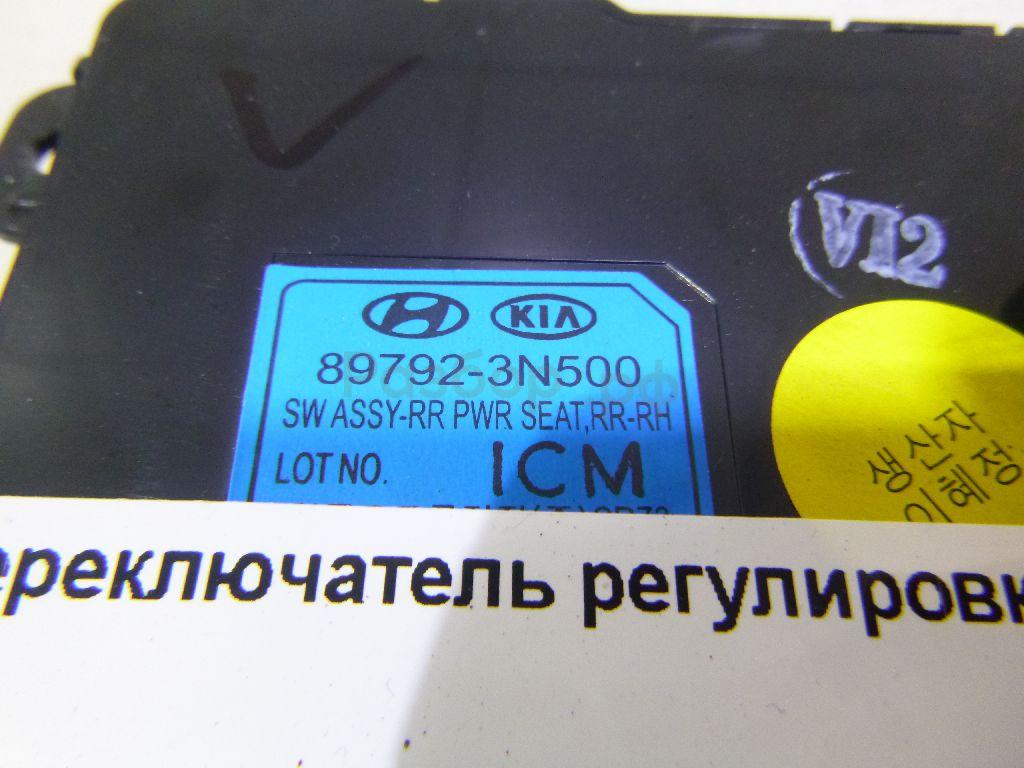 VI2
KIA
89792-3N500
SW ASSY-RR PWR SEAT,RR-RH
LOT NO. ICM
생산자
이혜정
ереключатель регулировк